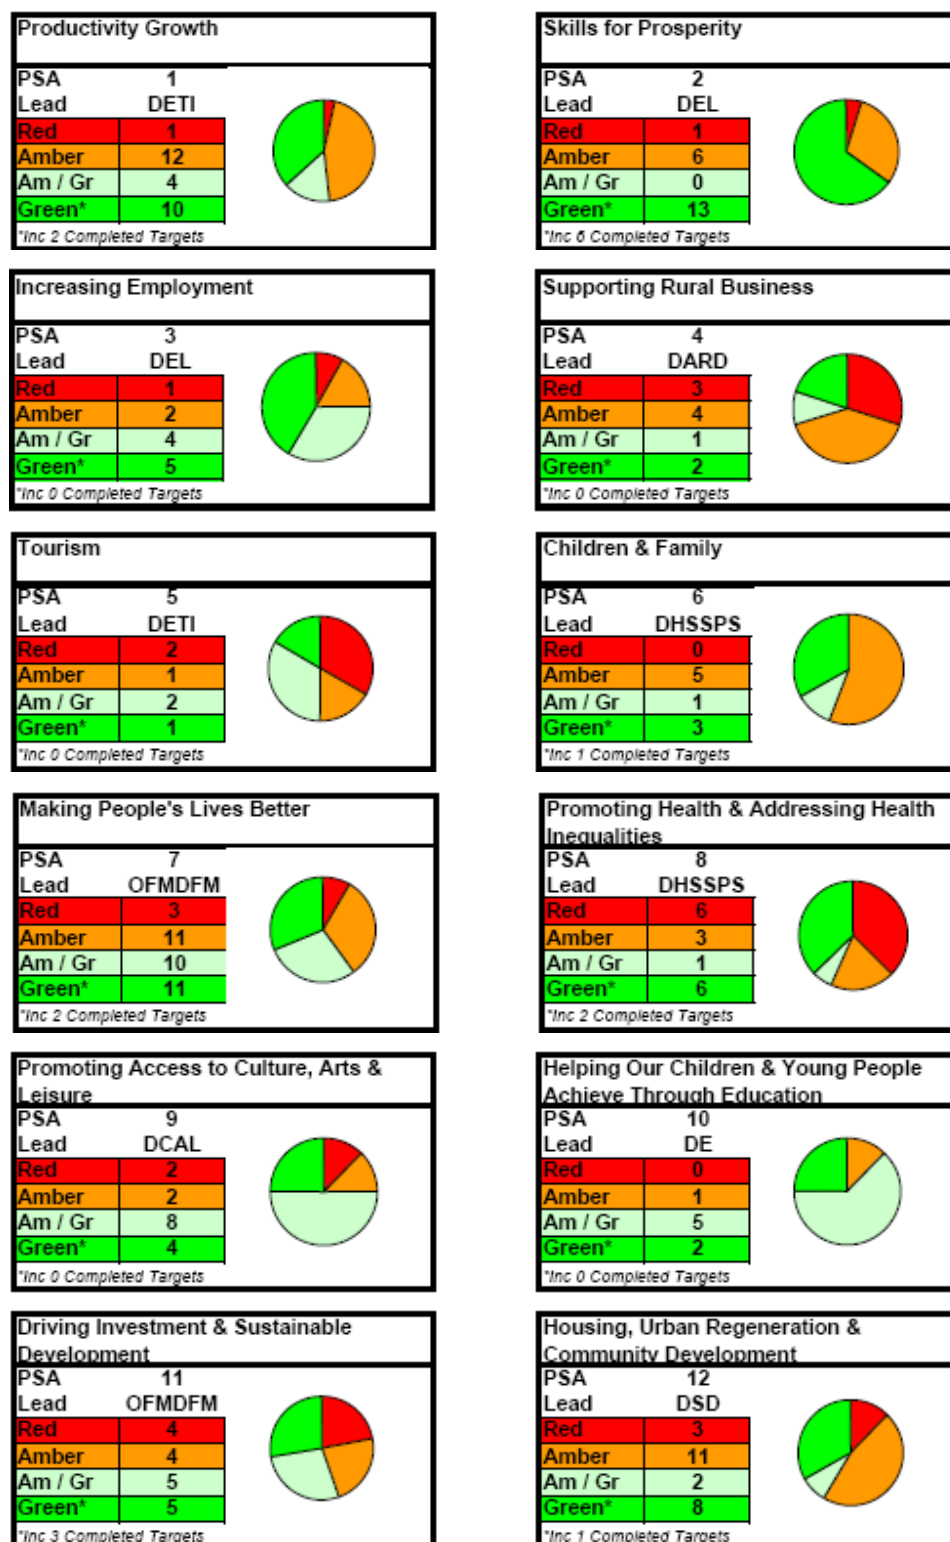 Productivity Growth
PSA 1
Lead DETI
Red 1
Amber 12
Am / Gr 4
Green* 10
*Inc 2 Completed Targets
Skills for Prosperity
PSA 2
Lead DEL
Red 1
Amber 6
Am / Gr 0
Green* 13
*Inc 6 Completed Targets
Increasing Employment
PSA 3
Lead DEL
Red 1
Amber 2
Am / Gr 4
Green* 5
*Inc 0 Completed Targets
Supporting Rural Business
PSA 4
Lead DARD
Red 3
Amber 4
Am / Gr 1
Green* 2
*Inc 0 Completed Targets
Tourism
PSA 5
Lead DETI
Red 2
Amber 1
Am / Gr 2
Green* 1
*Inc 0 Completed Targets
Children & Family
PSA 6
Lead DHSSPS
Red 0
Amber 5
Am / Gr 1
Green* 3
*Inc 1 Completed Targets
Making People's Lives Better
PSA 7
Lead OFMDFM
Red 3
Amber 11
Am / Gr 10
Green* 11
*Inc 2 Completed Targets
Promoting Health & Addressing Health
Inequalities
PSA 8
Lead DHSSPS
Red 6
Amber 3
Am / Gr 1
Green* 6
*Inc 2 Completed Targets
Promoting Access to Culture, Arts &
Leisure
PSA 9
Lead DCAL
Red 2
Amber 2
Am / Gr 8
Green* 4
*Inc 0 Completed Targets
Helping Our Children & Young People
Achieve Through Education
PSA 10
Lead DE
Red 0
Amber 1
Am / Gr 5
Green* 2
*Inc 0 Completed Targets
Driving Investment & Sustainable
Development
PSA 11
Lead OFMDFM
Red 4
Amber 4
Am / Gr 5
Green* 5
*Inc 3 Completed Targets
Housing, Urban Regeneration &
Community Development
PSA 12
Lead DSD
Red 3
Amber 11
Am / Gr 2
Green* 8
*Inc 1 Completed Targets